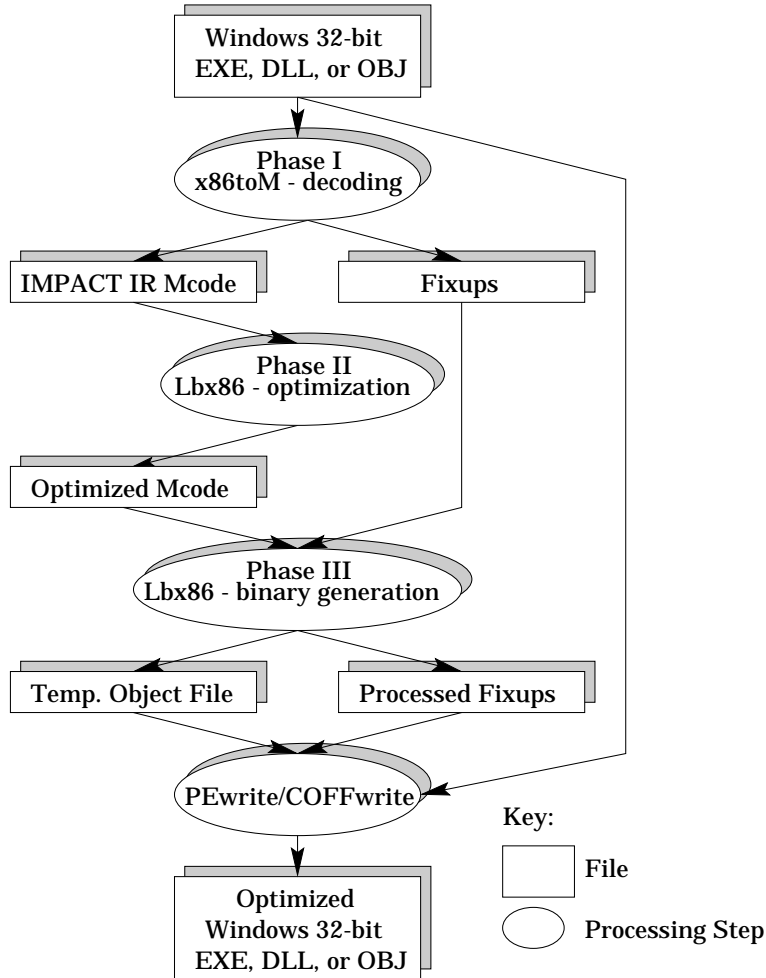 Windows 32-bit
EXE, DLL, or OBJ
Phase I
x86toM - decoding
IMPACT IR Mcode
Fixups
Phase II
Lbx86 - optimization
Optimized Mcode
Phase III
Lbx86 - binary generation
Temp. Object File
Processed Fixups
PEwrite/COFFwrite
Key:
File
Processing Step
Optimized
Windows 32-bit
EXE, DLL, or OBJ